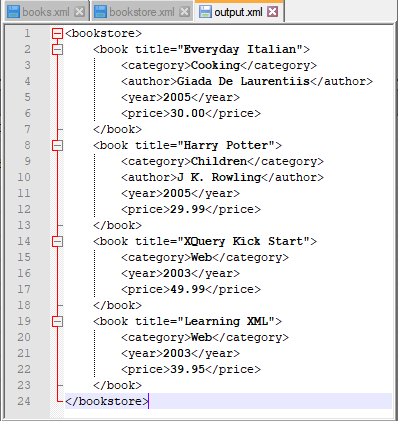 books.xml bookstore.xml output.xml
1 <bookstore>
2 <book title="Everyday Italian">
3 <category>Cooking</category>
4 <author>Giada De Laurentiis</author>
5 <year>2005</year>
6 <price>30.00</price>
7 </book>
8 <book title="Harry Potter">
9 <category>Children</category>
10 <author>J K. Rowling</author>
11 <year>2005</year>
12 <price>29.99</price>
13 </book>
14 <book title="XQuery Kick Start">
15 <category>Web</category>
16 <year>2003</year>
17 <price>49.99</price>
18 </book>
19 <book title="Learning XML">
20 <category>Web</category>
21 <year>2003</year>
22 <price>39.95</price>
23 </book>
24 </bookstore>